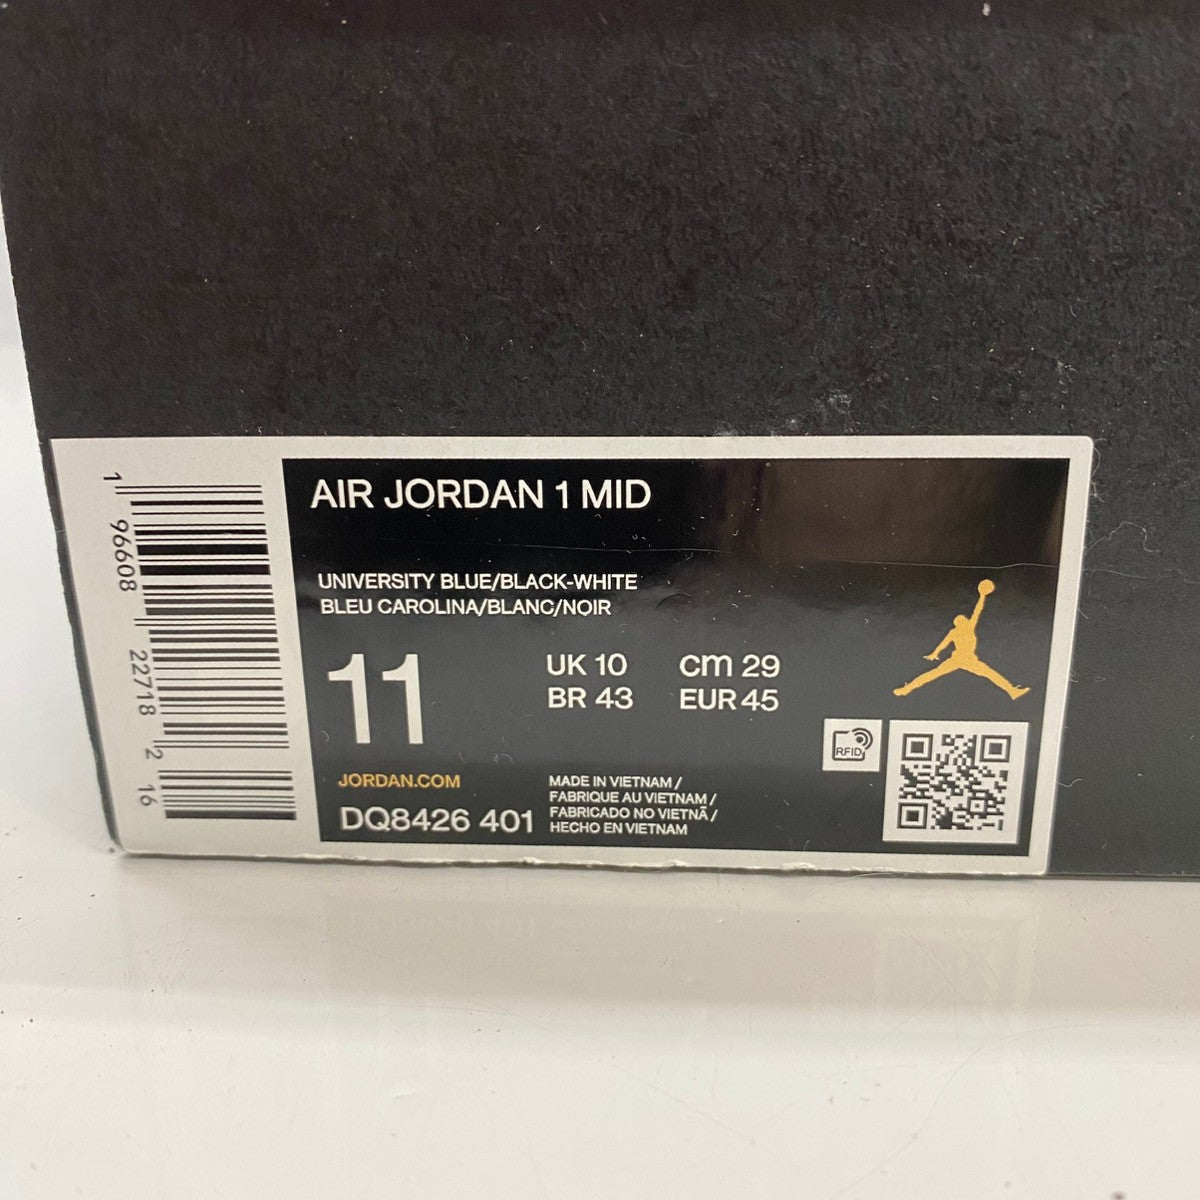 AIR JORDAN 1 MID
UNIVERSITY BLUE/BLACK-WHITE
BLEU CAROLINA/BLANC/NOIR
11
UK 10
cm 29
BR 43
EUR 45
RFID
JORDAN.COM
DQ8426 401
MADE IN VIETNAM /
FABRIQUE AU VIETNAM /
FABRICADO NO VIETNÃ /
HECHO EN VIETNAM
1 96608 22718 2 16